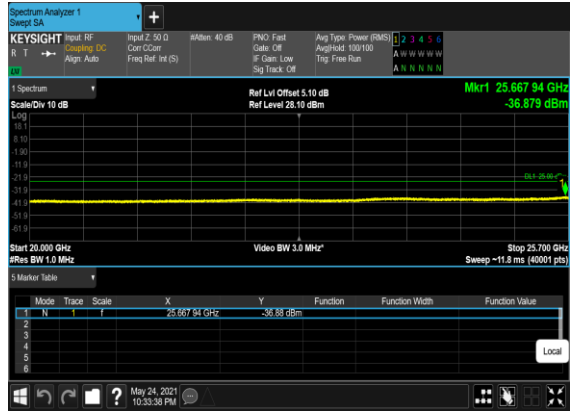 Spectrum Analyzer 1
Swept SA
KEYSIGHT Input: RF Input Z: 50 Ω #Atten: 40 dB PNO: Fast Avg Type: Power (RMS) 1 2 3 4 5 6
R T Coupling: DC Corr CCorr Gate: Off Avg|Hold: 100/100 A W W W W W
Align: Auto Freq Ref: Int (S) IF Gain: Low Trig: Free Run
Sig Track: Off A N N N N N
1 Spectrum Ref Lvl Offset 5.10 dB Mkr1 25.667 94 GHz
Scale/Div 10 dB Ref Level 28.10 dBm -36.879 dBm
Log
18.1
8.10
-1.90
-11.9
-21.9
DL1 -25.00
1
-31.9
-41.9
-51.9
-61.9
Start 20.000 GHz Video BW 3.0 MHz* Stop 25.700 GHz
#Res BW 1.0 MHz Sweep ~11.8 ms (40001 pts)
5 Marker Table
Mode Trace Scale X Y Function Function Width Function Value
1 N 1 f 25.667 94 GHz -36.88 dBm
2
3
4
5
6
Local
? May 24, 2021
10:33:38 PM